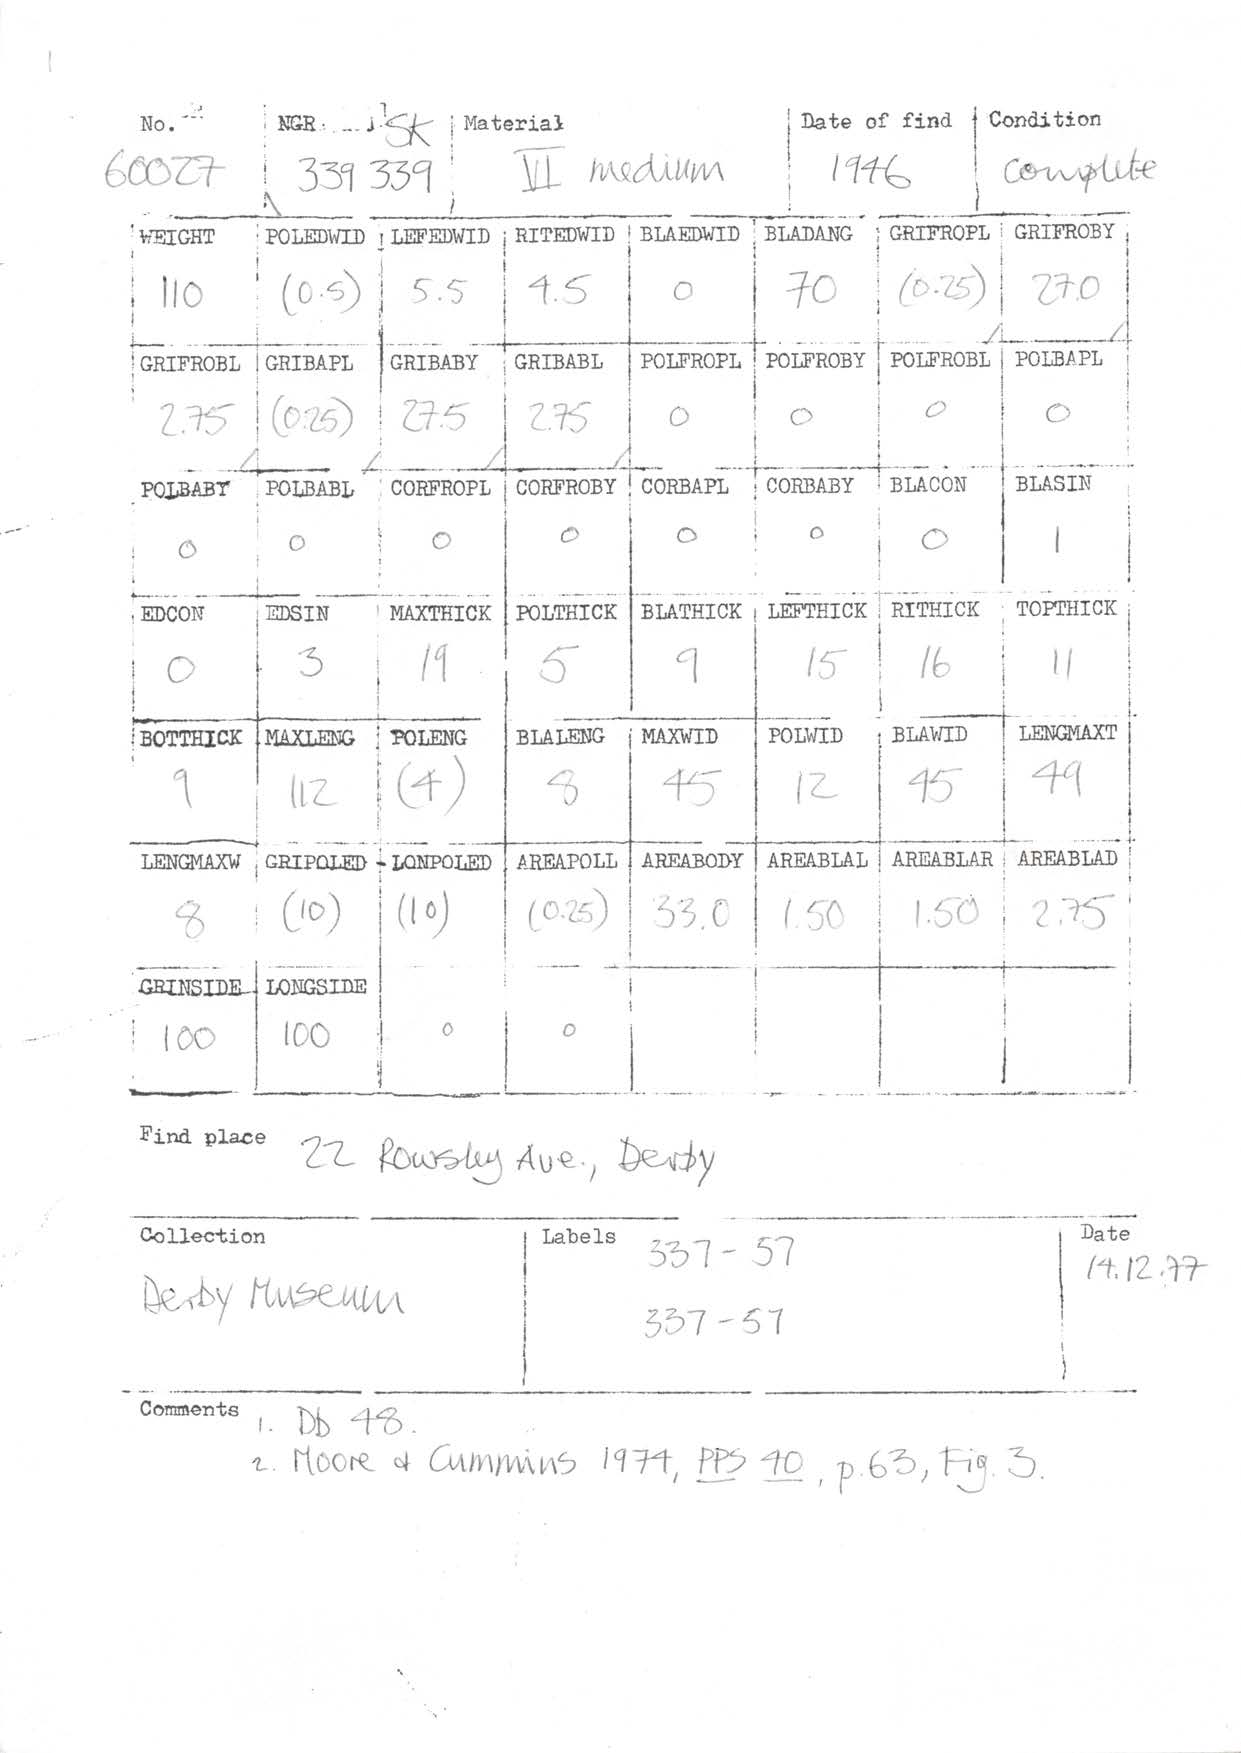 No. NGR SK Material Date of find Condition
60027 339 339 VI medium 1946 complete
WEIGHT POLEDWID LEFEDWID RITEDWID BLAEDWID BLADANG GRIFROPL GRIFROBY
110 (0.5) 5.5 4.5 0 70 (0.25) 27.0
GRIFROBL GRIBAPL GRIBABY GRIBABL POLFROPL POLFROBY POLFROBL POLBAPL
2.75 (0.25) 27.5 2.75 0 0 0 0
POLBABY POLBABL CORFROPL CORFROBY CORBAPL CORBABY BLACON BLASIN
0 0 0 0 0 0 0 1
EDCON EDSIN MAXTHICK POLTHICK BLATHICK LEFTHICK RITHICK TOPTHICK
0 3 19 5 9 15 16 11
BOTTHICK MAXLENG POLENG BLALENG MAXWID POLWID BLAWID LENGMAXT
9 112 (4) 8 45 12 45 49
LENGMAXW GRIPOLED LONPOLED AREAPOLL AREABODY AREABLAL AREABLAR AREABLAD
8 (10) (10) (0.25) 33.0 1.50 1.50 2.75
GRINSIDE LONGSIDE
100 100 0 0
Find place 22 Rowsley Ave., Derby
Collection Labels 337-57 Date
Derby Museum 14.12.77
337-57
Comments 1. Db 48.
2. Moore & Cummins 1974, PPS 40, p.63, Fig. 3.